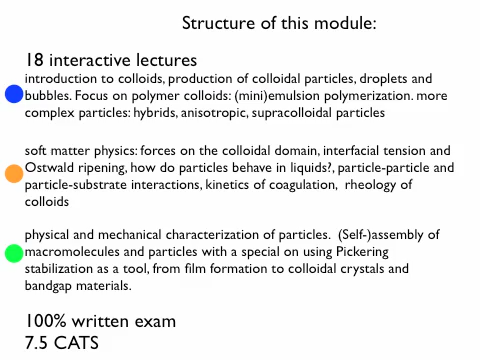 Structure of this module:
18 interactive lectures
introduction to colloids, production of colloidal particles, droplets and
bubbles. Focus on polymer colloids: (mini)emulsion polymerization. more
complex particles: hybrids, anisotropic, supracolloidal particles
soft matter physics: forces on the colloidal domain, interfacial tension and
Ostwald ripening, how do particles behave in liquids?, particle-particle and
particle-substrate interactions, kinetics of coagulation, rheology of
colloids
physical and mechanical characterization of particles. (Self-)assembly of
macromolecules and particles with a special on using Pickering
stabilization as a tool, from film formation to colloidal crystals and
bandgap materials.
100% written exam
7.5 CATS